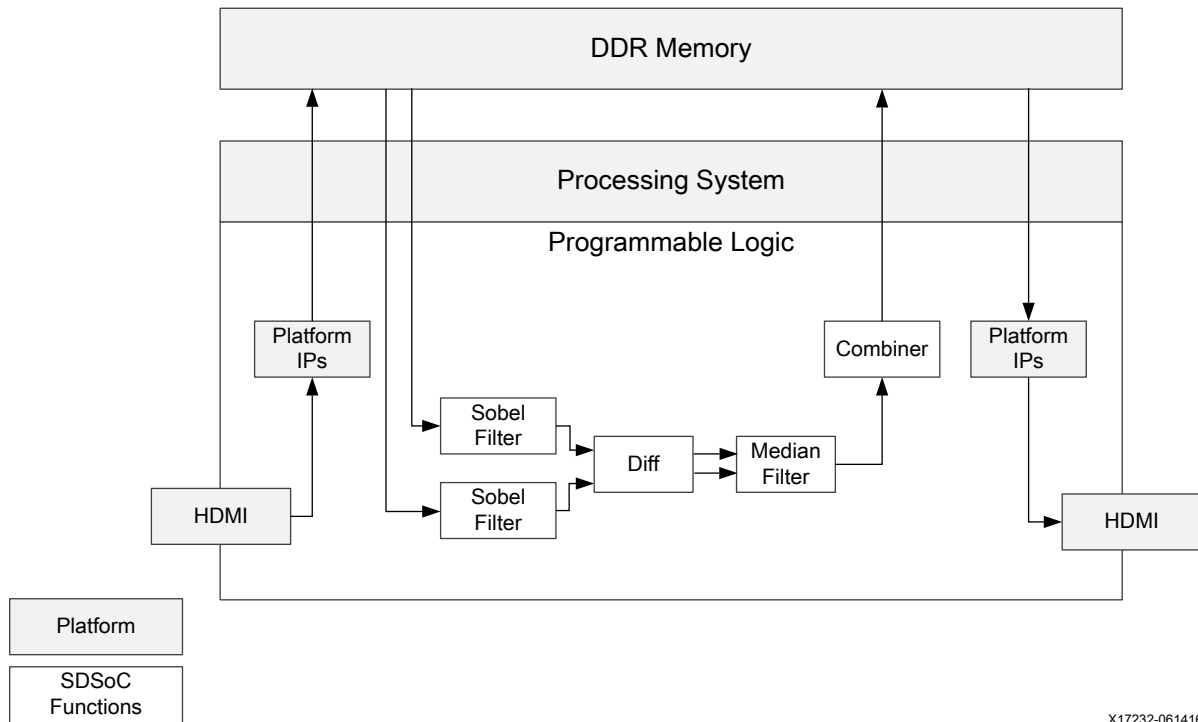 DDR Memory
Processing System
Programmable Logic
Platform
IPs
Combiner
Platform
IPs
Sobel
Filter
Diff
Median
Filter
Sobel
Filter
HDMI
HDMI
Platform
SDSoC
Functions